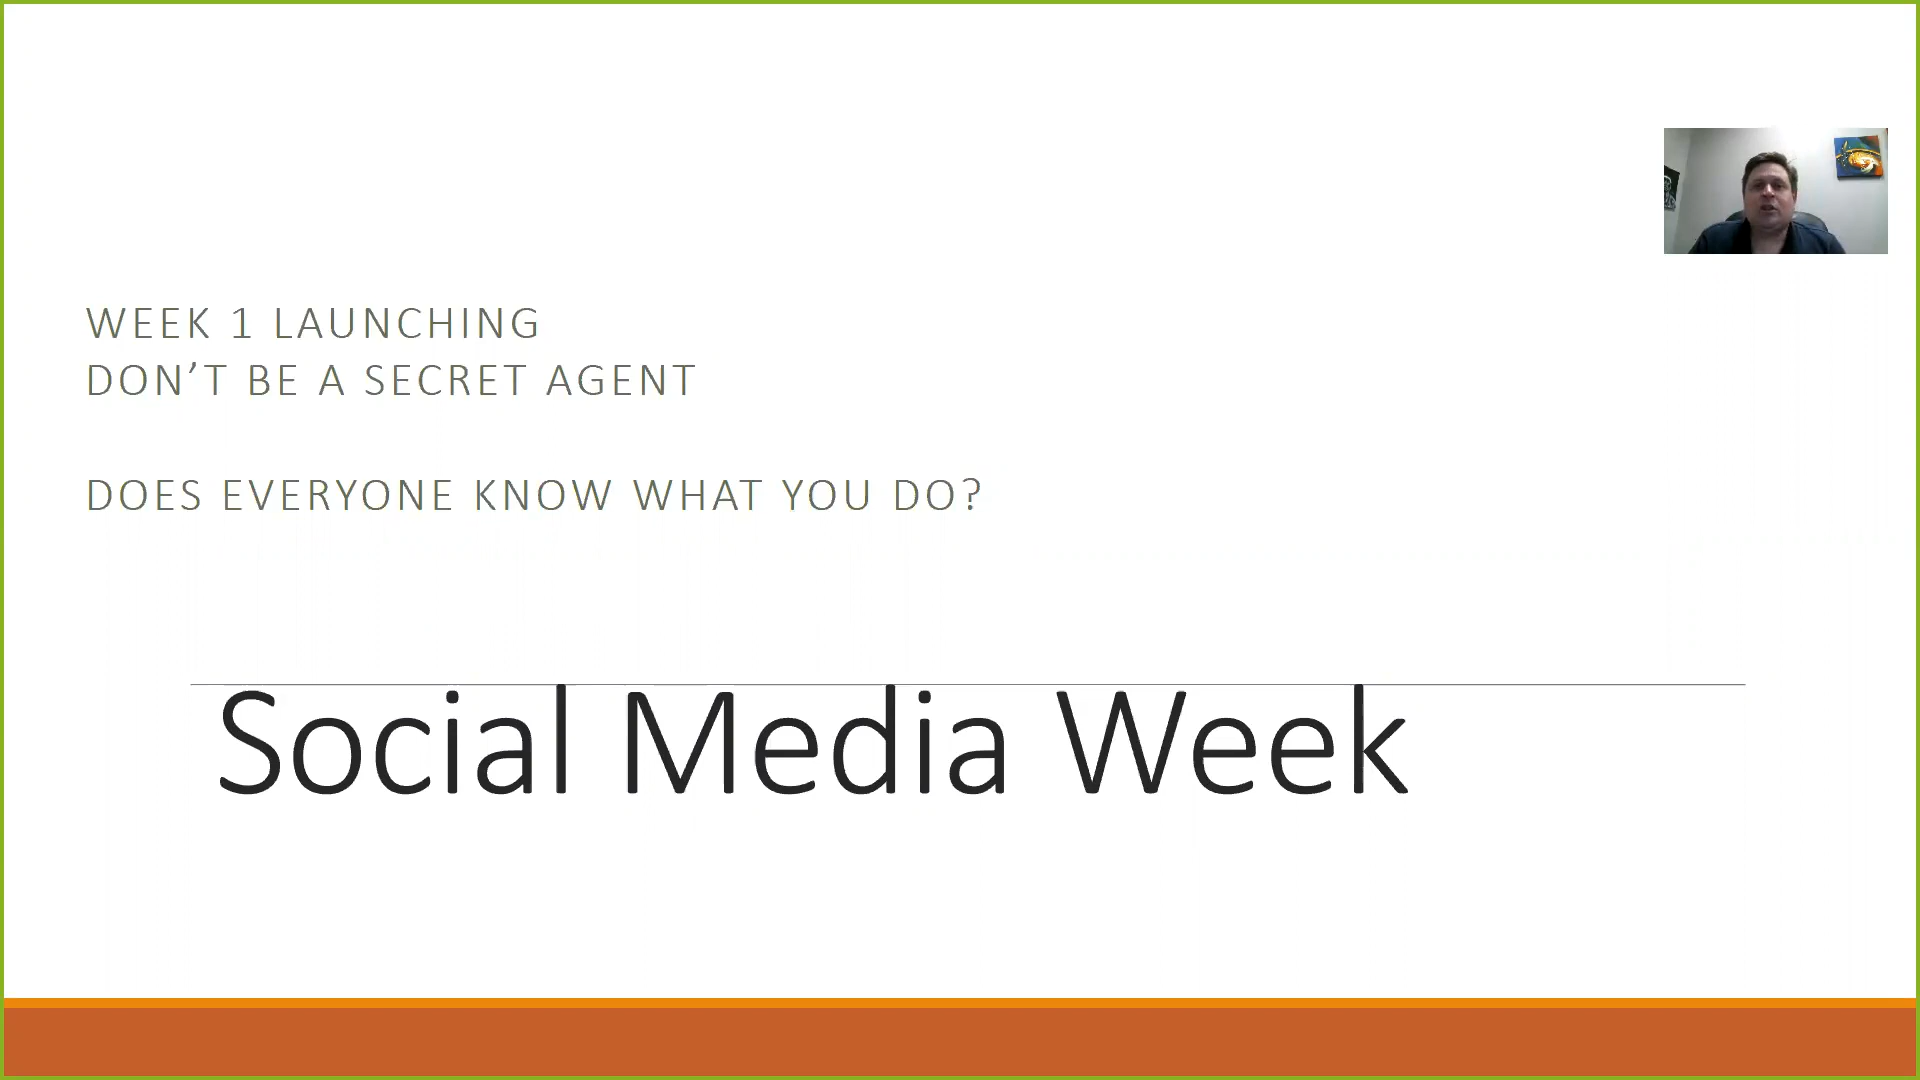 WEEK 1 LAUNCHING
DON’T BE A SECRET AGENT
DOES EVERYONE KNOW WHAT YOU DO?
Social Media Week